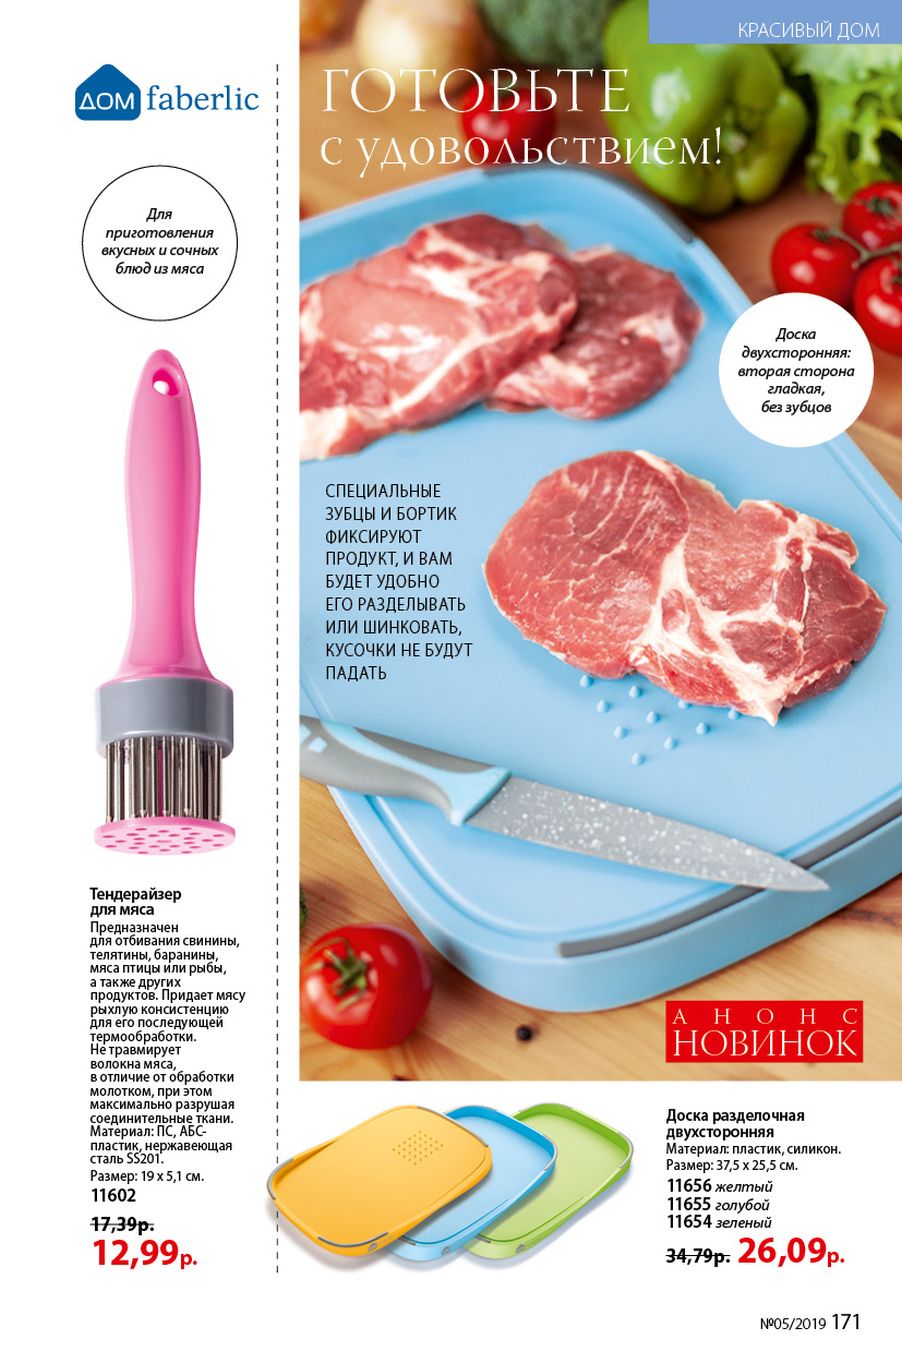 КРАСИВЫЙ ДОМ
ДОМ faberlic
ГОТОВЬТЕ
с удовольствием!
Для
приготовления
вкусных и сочных
блюд из мяса
Доска
двухсторонняя:
вторая сторона
гладкая,
без зубцов
СПЕЦИАЛЬНЫЕ
ЗУБЦЫ И БОРТИК
ФИКСИРУЮТ
ПРОДУКТ, И ВАМ
БУДЕТ УДОБНО
ЕГО РАЗДЕЛЫВАТЬ
ИЛИ ШИНКОВАТЬ,
КУСОЧКИ НЕ БУДУТ
ПАДАТЬ
Тендерайзер
для мяса
Предназначен
для отбивания свинины,
телятины, баранины,
мяса птицы или рыбы,
а также других
продуктов. Придает мясу
рыхлую консистенцию
для его последующей
термообработки.
Не травмирует
волокна мяса,
в отличие от обработки
молотком, при этом
максимально разрушая
соединительные ткани.
Материал: ПС, АБС-
пластик, нержавеющая
сталь SS201.
Размер: 19 х 5,1 см.
11602
17,39р.
12,99р.
АНОНС
НОВИНОК
Доска разделочная
двухсторонняя
Материал: пластик, силикон.
Размер: 37,5 х 25,5 см.
11656 желтый
11655 голубой
11654 зеленый
34,79р. 26,09р.
№05/2019 171